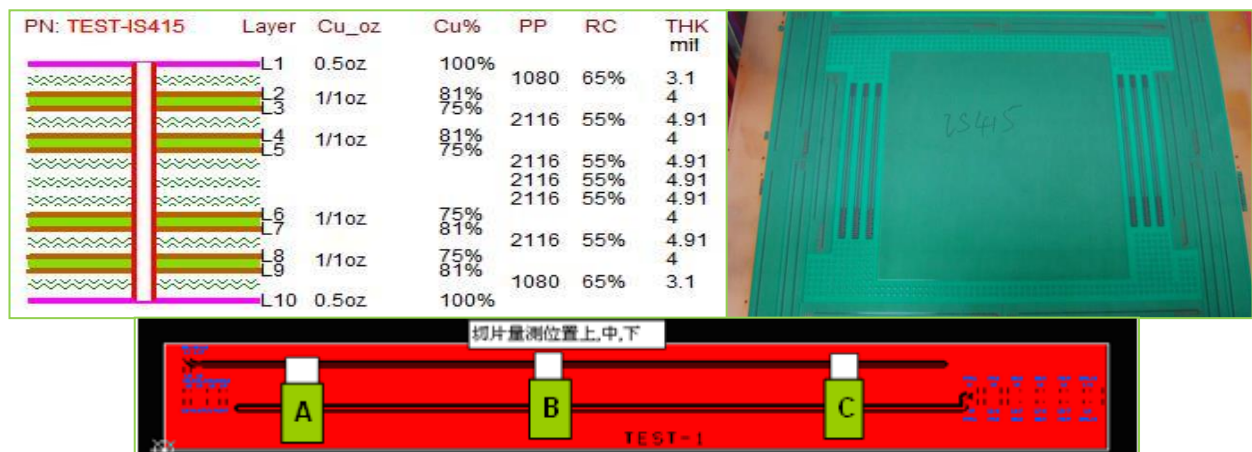 PN: TEST-IS415 Layer Cu_oz Cu% PP RC THK
mil
L1 0.5oz 100%
1080 65% 3.1
L2 1/1oz 81% 4
L3 75%
2116 55% 4.91
L4 1/1oz 81% 4
L5 75%
2116 55% 4.91
2116 55% 4.91
2116 55% 4.91
L6 1/1oz 75% 4
L7 81%
2116 55% 4.91
L8 1/1oz 75% 4
L9 81%
1080 65% 3.1
L10 0.5oz 100%
IS415
切片量測位置上,中,下
A B C
TEST-1